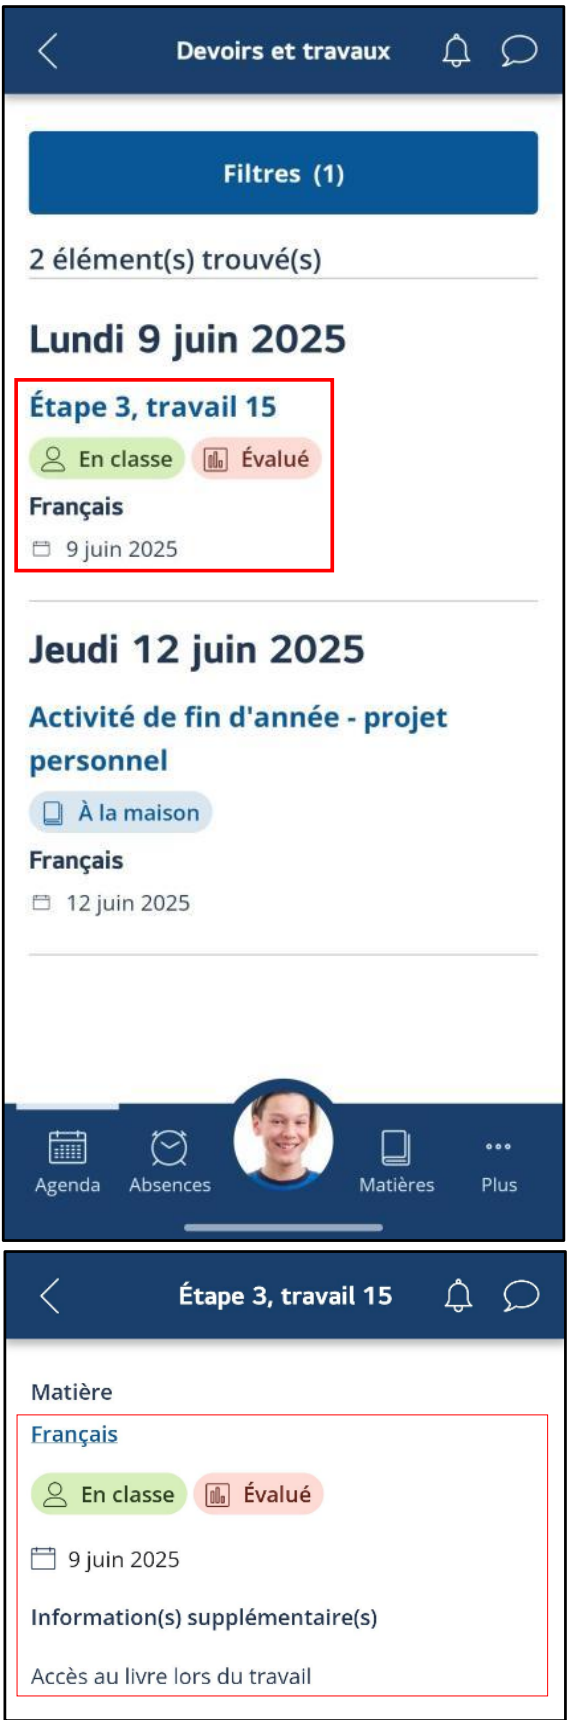 Devoirs et travaux
Filtres (1)
2 élément(s) trouvé(s)
Lundi 9 juin 2025
Étape 3, travail 15
En classe Évalué
Français
9 juin 2025
Jeudi 12 juin 2025
Activité de fin d'année - projet
personnel
À la maison
Français
12 juin 2025
Agenda Absences Matières Plus
Étape 3, travail 15
Matière
Français
En classe Évalué
9 juin 2025
Information(s) supplémentaire(s)
Accès au livre lors du travail